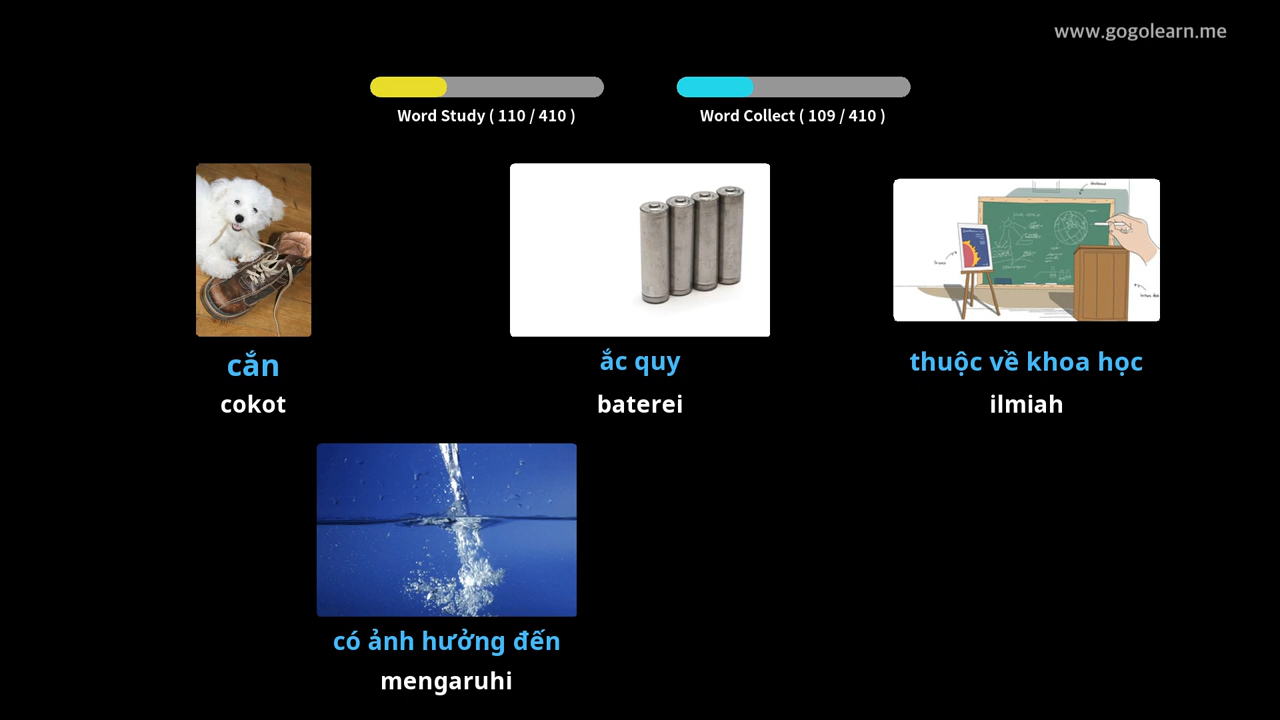 www.gogolearn.me
Word Study ( 110 / 410 )
Word Collect ( 109 / 410 )
cắn
cokot
ắc quy
baterei
thuộc về khoa học
ilmiah
có ảnh hưởng đến
mengaruhi